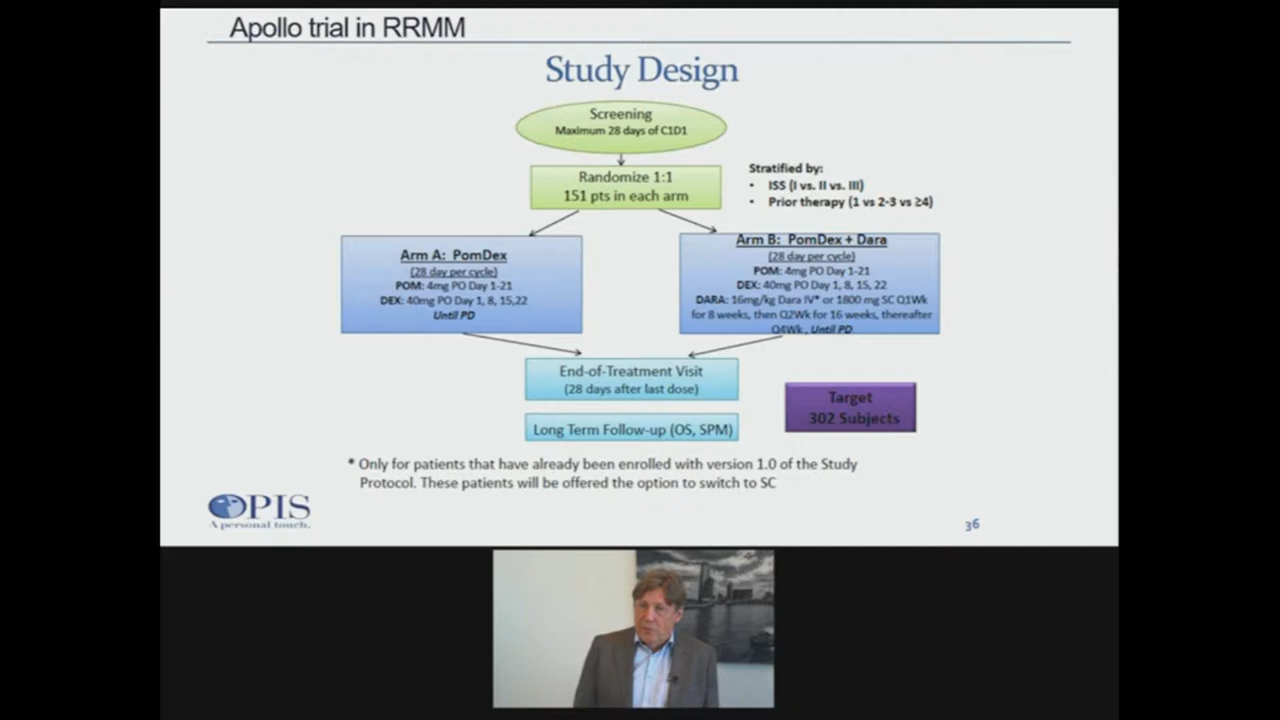 Apollo trial in RRMM
Study Design
Screening
Maximum 28 days of C1D1
Randomize 1:1
151 pts in each arm
Stratified by:
• ISS (I vs. II vs. III)
• Prior therapy (1 vs 2-3 vs ≥4)
Arm A: PomDex
(28 day per cycle)
POM: 4mg PO Day 1-21
DEX: 40mg PO Day 1, 8, 15,22
Until PD
Arm B: PomDex + Dara
(28 day per cycle)
POM: 4mg PO Day 1-21
DEX: 40mg PO Day 1, 8, 15, 22
DARA: 16mg/kg Dara IV* or 1800 mg SC Q1Wk
for 8 weeks, then Q2Wk for 16 weeks, thereafter
Q4Wk , Until PD
End-of-Treatment Visit
(28 days after last dose)
Target
302 Subjects
Long Term Follow-up (OS, SPM)
* Only for patients that have already been enrolled with version 1.0 of the Study
Protocol. These patients will be offered the option to switch to SC
OPIS
A personal touch.
36